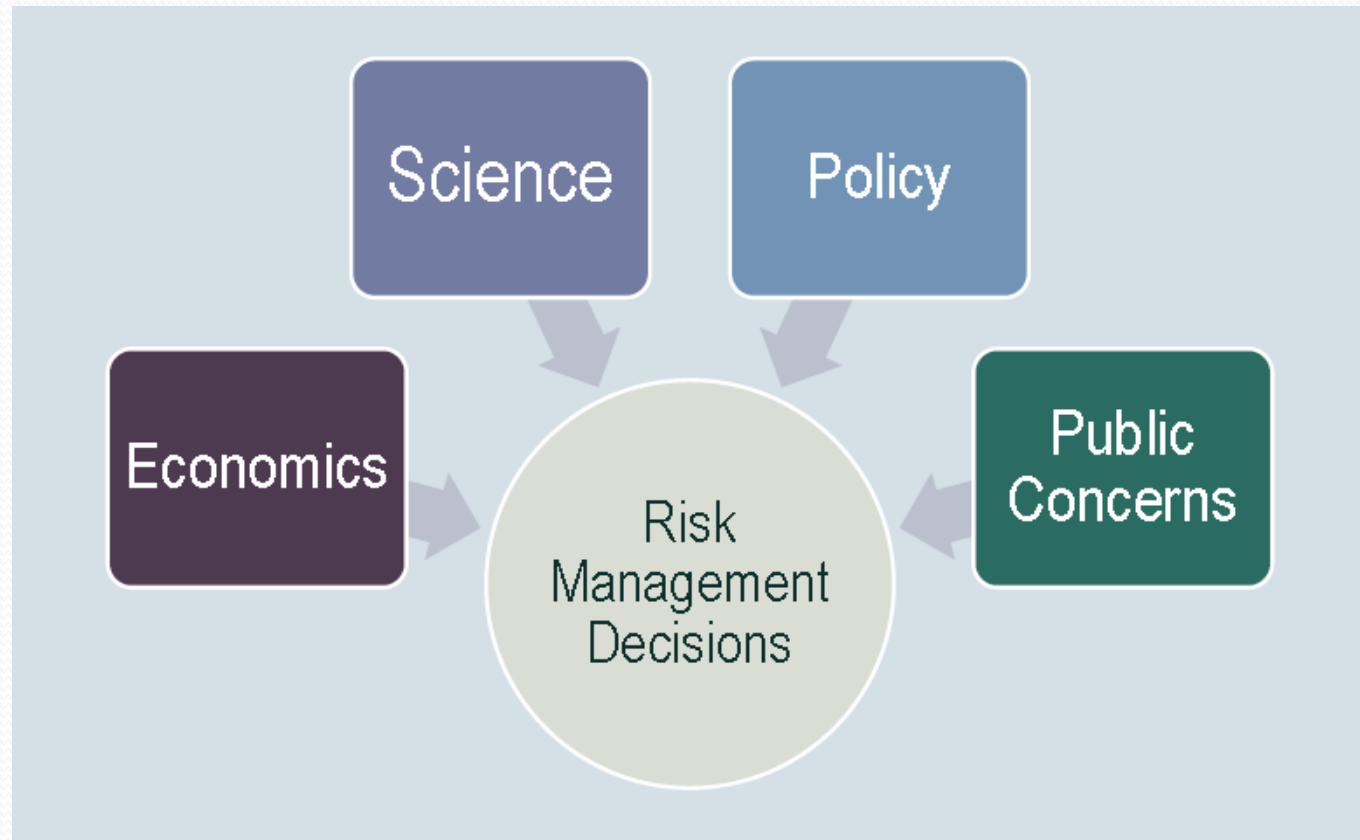 Science
Policy
Economics
Public
Concerns
Risk
Management
Decisions